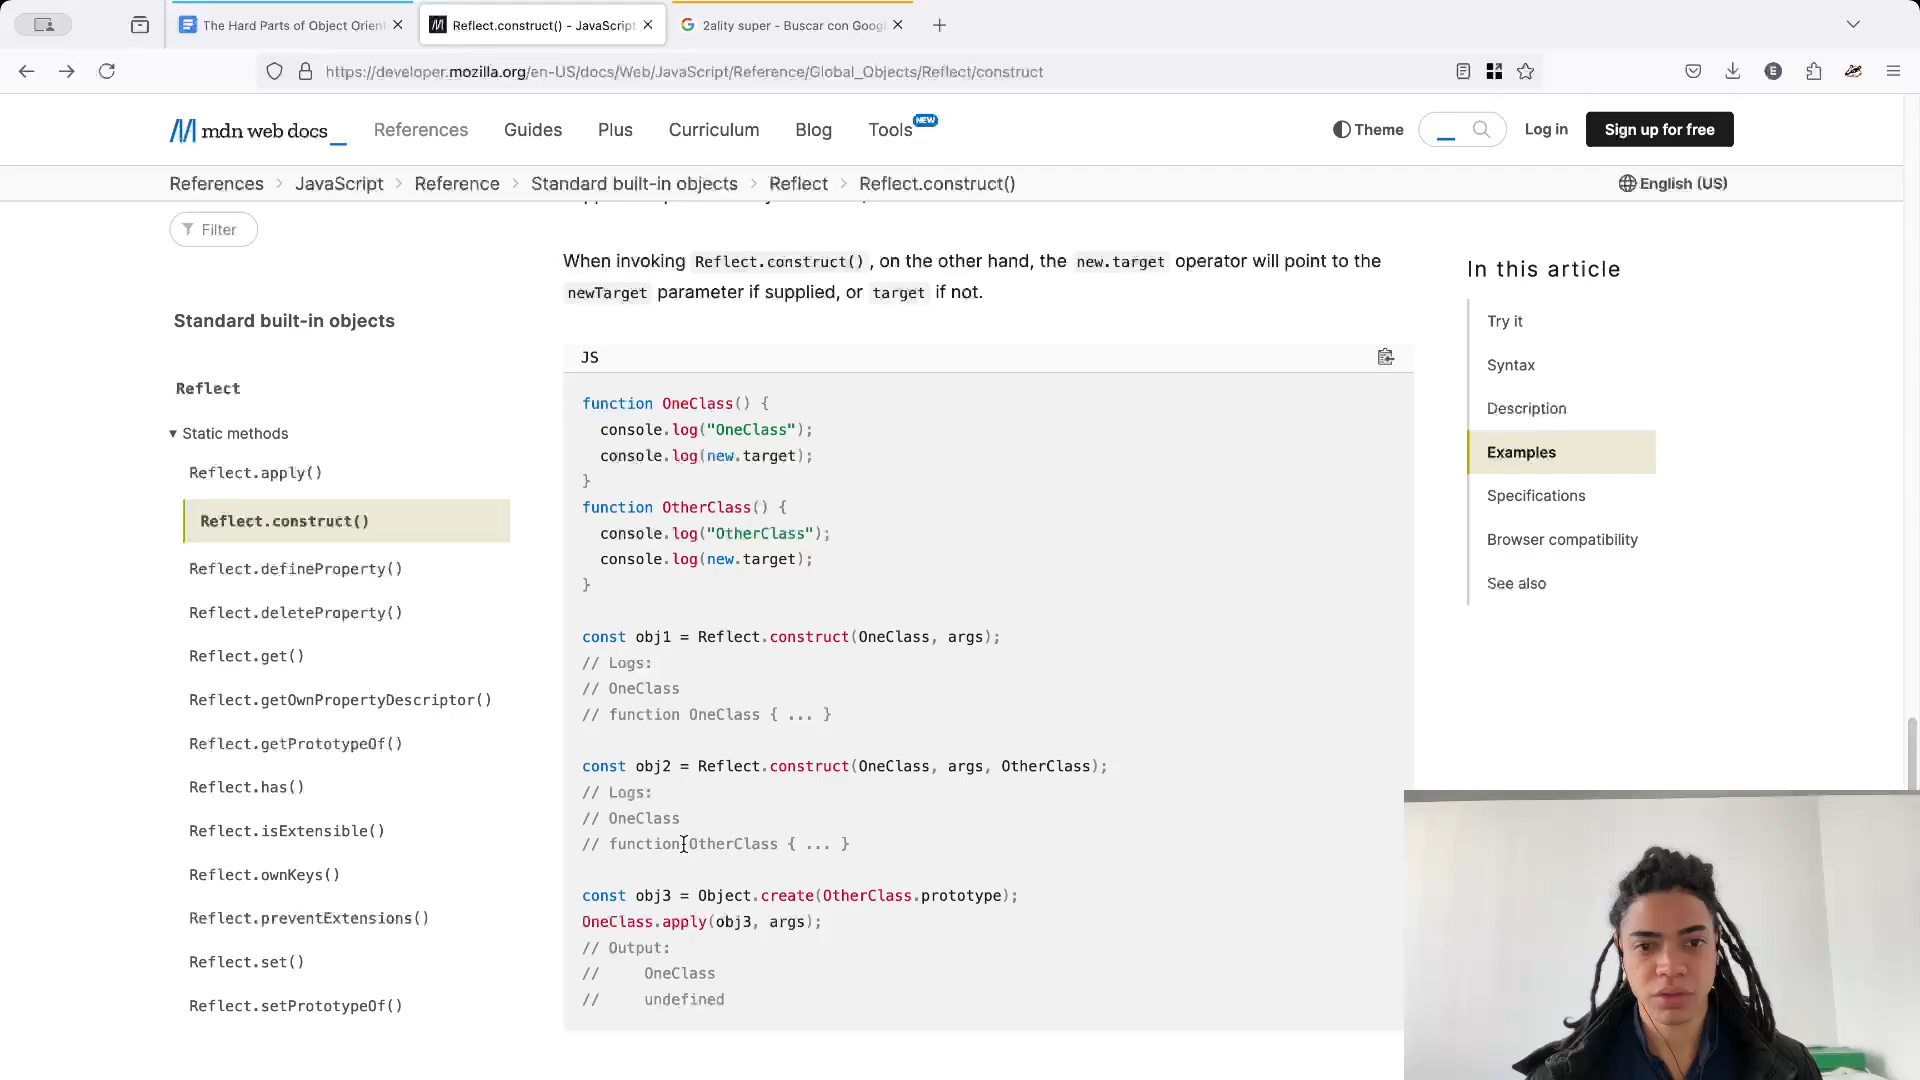 The Hard Parts of Object Orien
Reflect.construct() - JavaScript
2ality super - Buscar con Goog
https://developer.mozilla.org/en-US/docs/Web/JavaScript/Reference/Global_Objects/Reflect/construct
E
mdn web docs_
References
Guides
Plus
Curriculum
Blog
Tools
NEW
Theme
Log in
Sign up for free
References > JavaScript > Reference > Standard built-in objects > Reflect > Reflect.construct()
English (US)
Filter
Standard built-in objects
Reflect
Static methods
Reflect.apply()
Reflect.construct()
Reflect.defineProperty()
Reflect.deleteProperty()
Reflect.get()
Reflect.getOwnPropertyDescriptor()
Reflect.getPrototypeOf()
Reflect.has()
Reflect.isExtensible()
Reflect.ownKeys()
Reflect.preventExtensions()
Reflect.set()
Reflect.setPrototypeOf()
When invoking Reflect.construct(), on the other hand, the new.target operator will point to the
newTarget parameter if supplied, or target if not.
JS
function OneClass() {
console.log("OneClass");
console.log(new.target);
}
function OtherClass() {
console.log("OtherClass");
console.log(new.target);
}
const obj1 = Reflect.construct(OneClass, args);
// Logs:
// OneClass
// function OneClass { ... }
const obj2 = Reflect.construct(OneClass, args, OtherClass);
// Logs:
// OneClass
// function OtherClass { ... }
const obj3 = Object.create(OtherClass.prototype);
OneClass.apply(obj3, args);
// Output:
// OneClass
// undefined
In this article
Try it
Syntax
Description
Examples
Specifications
Browser compatibility
See also